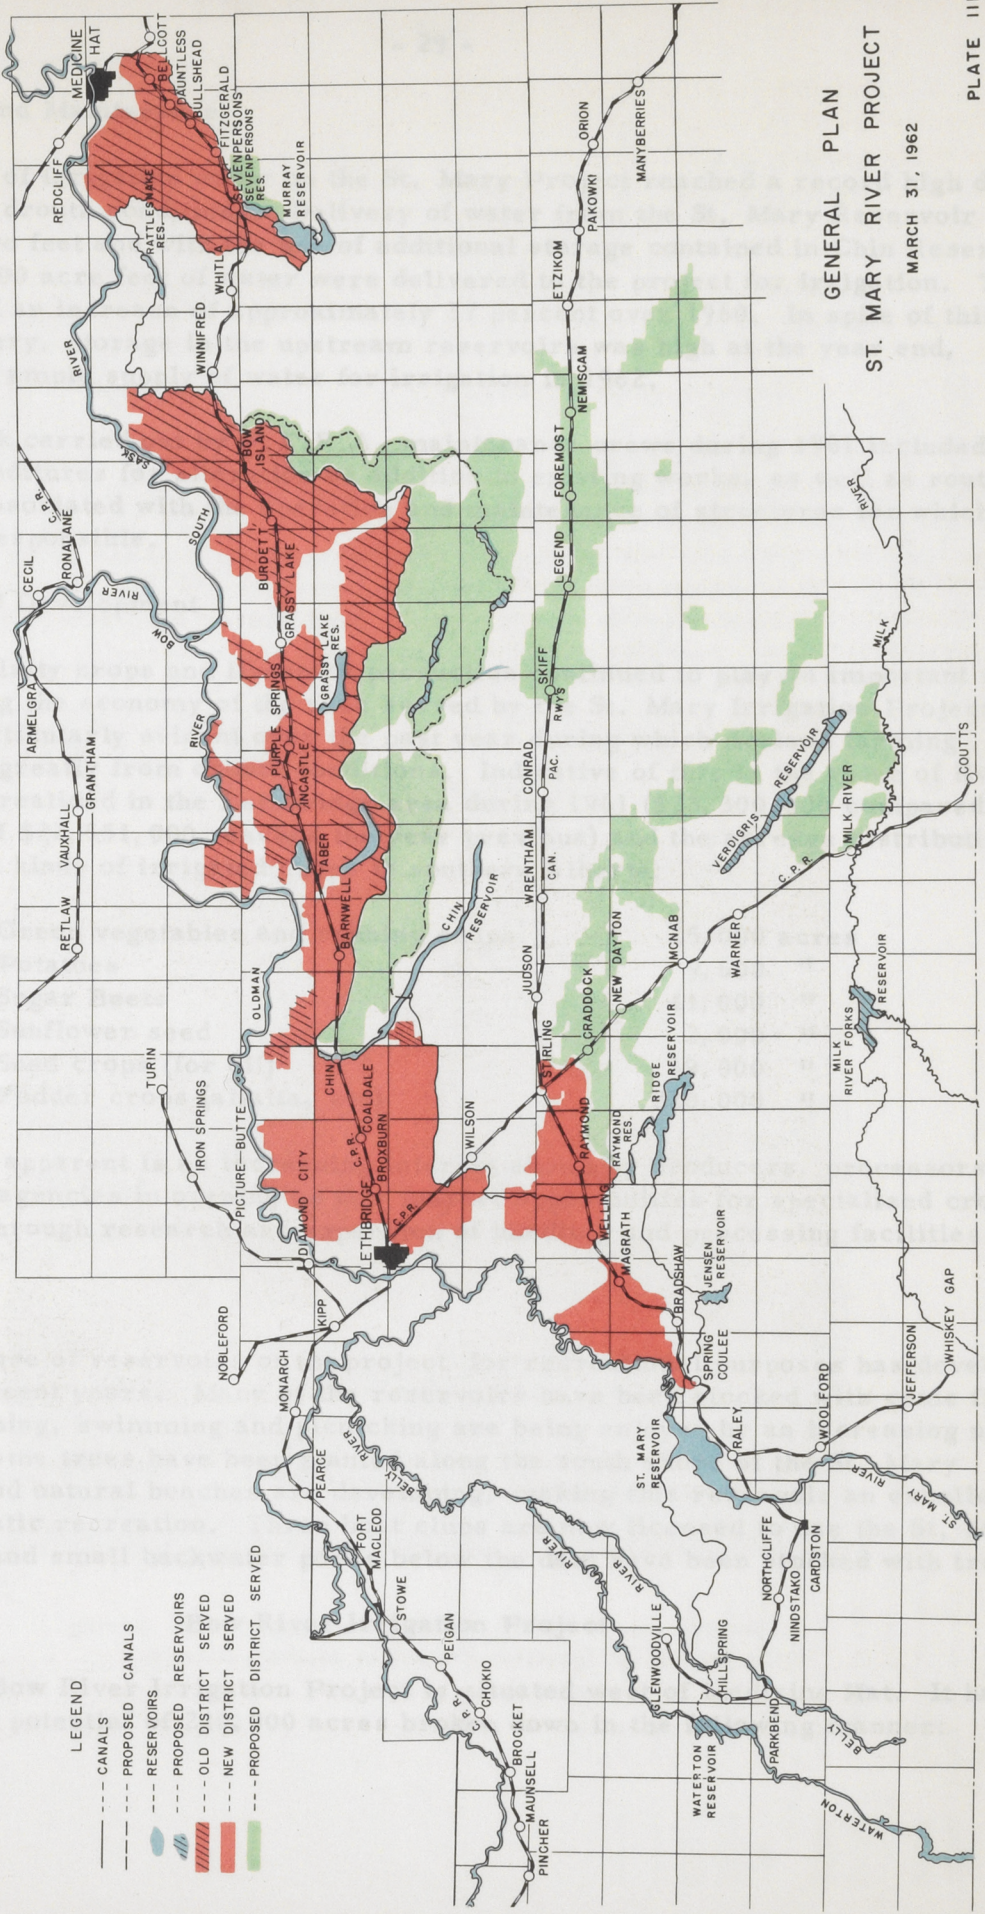 GENERAL PLAN
ST. MARY RIVER PROJECT
MARCH 31, 1962
PLATE III
LEGEND
CANALS
PROPOSED CANALS
RESERVOIRS
PROPOSED RESERVOIRS
OLD DISTRICT SERVED
NEW DISTRICT SERVED
PROPOSED DISTRICT SERVED
MEDICINE HAT
REDCLIFF
BELLCOTT
DAUNTLESS
BULLSHEAD
FITZGERALD
SEVENPERSONS
SEVENPERSONS RES.
MURRAY RESERVOIR
RATTLESNAKE RES.
WHITLA
WINNIFRED
RIVER
SASK
SOUTH
BOW ISLAND
BURDETT
GRASSY LAKE
GRASSY LAKE RES.
PURPLE SPRINGS
FINCASTLE
TABER
BARNWELL
CHIN
CHIN RESERVOIR
COALDALE
C.P.R.
BROXBURN
LETHBRIDGE
C.P.R.
WILSON
C.P.R.
RONALANE
CECIL
RIVER
BOW
ARMELGRA
GRANTHAM
VAUXHALL
RETLAW
RIVER
OLDMAN
TURIN
IRON SPRINGS
PICTURE BUTTE
DIAMOND CITY
KIPP
NOBLEFORD
MONARCH
PEARCE
FORT MACLEOD
STOWE
PEIGAN
CHOKIO
C.P.R.
BROCKET
MAUNSELL
PINCHER
BELLY
RIVER
ORION
MANYBERRIES
PAKOWKI
ETZIKOM
NEMISCAM
FOREMOST
LEGEND
SKIFF
RWYS
CONRAD
PAC.
WRENTHAM
CAN.
JUDSON
STIRLING
CRADDOCK
NEW DAYTON
MCNAB
WARNER
C.P.R.
MILK RIVER
COUTTS
VERDIGRIS RESERVOIR
MILK
RIVER
MILK RIVER FORKS RESERVOIR
RIDGE RESERVOIR
RAYMOND RES.
RAYMOND
WELLING
MAGRATH
BRADSHAW
JENSEN RESERVOIR
SPRING COULEE
ST. MARY RESERVOIR
RALEY
WOOLFORD
JEFFERSON
WHISKEY GAP
ST. MARY
RIVER
NORTHCLIFFE
CARDSTON
NINDSTAKO
RIVER
RIVER
GLENWOODVILLE
HILLSPRING
PARKBEND
BELLY
WATERTON RESERVOIR
WATERTON